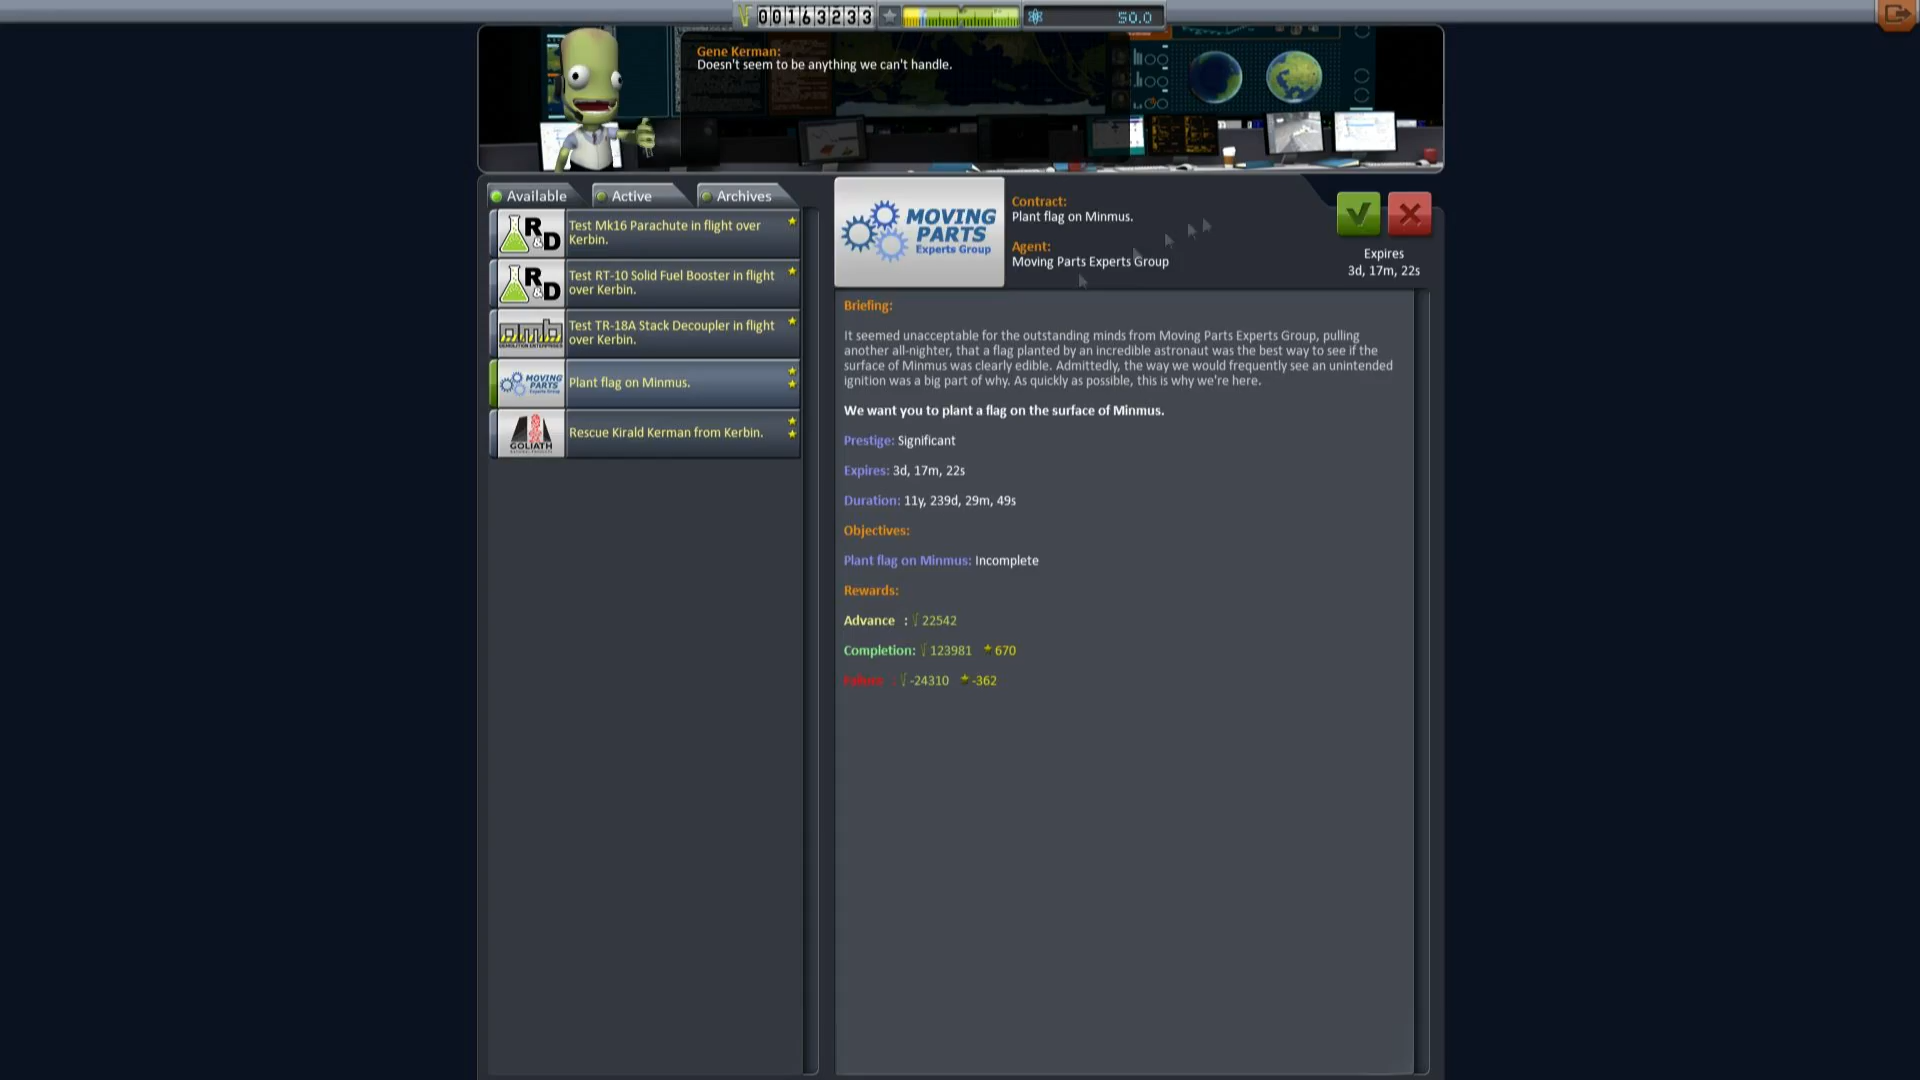 00163233
50.0
Gene Kerman:
Doesn't seem to be anything we can't handle.
Available
Active
Archives
R&D
Test Mk16 Parachute in flight over
Kerbin.
R&D
Test RT-10 Solid Fuel Booster in flight
over Kerbin.
Test TR-18A Stack Decoupler in flight
over Kerbin.
MOVING
PARTS
Plant flag on Minmus.
GOLIATH
Rescue Kirald Kerman from Kerbin.
MOVING
PARTS
Experts Group
Contract:
Plant flag on Minmus.
Agent:
Moving Parts Experts Group
Expires
3d, 17m, 22s
Briefing:
It seemed unacceptable for the outstanding minds from Moving Parts Experts Group, pulling
another all-nighter, that a flag planted by an incredible astronaut was the best way to see if the
surface of Minmus was clearly edible. Admittedly, the way we would frequently see an unintended
ignition was a big part of why. As quickly as possible, this is why we're here.
We want you to plant a flag on the surface of Minmus.
Prestige: Significant
Expires: 3d, 17m, 22s
Duration: 11y, 239d, 29m, 49s
Objectives:
Plant flag on Minmus: Incomplete
Rewards:
Advance : 22542
Completion: 123981 670
Failure : -24310 -362